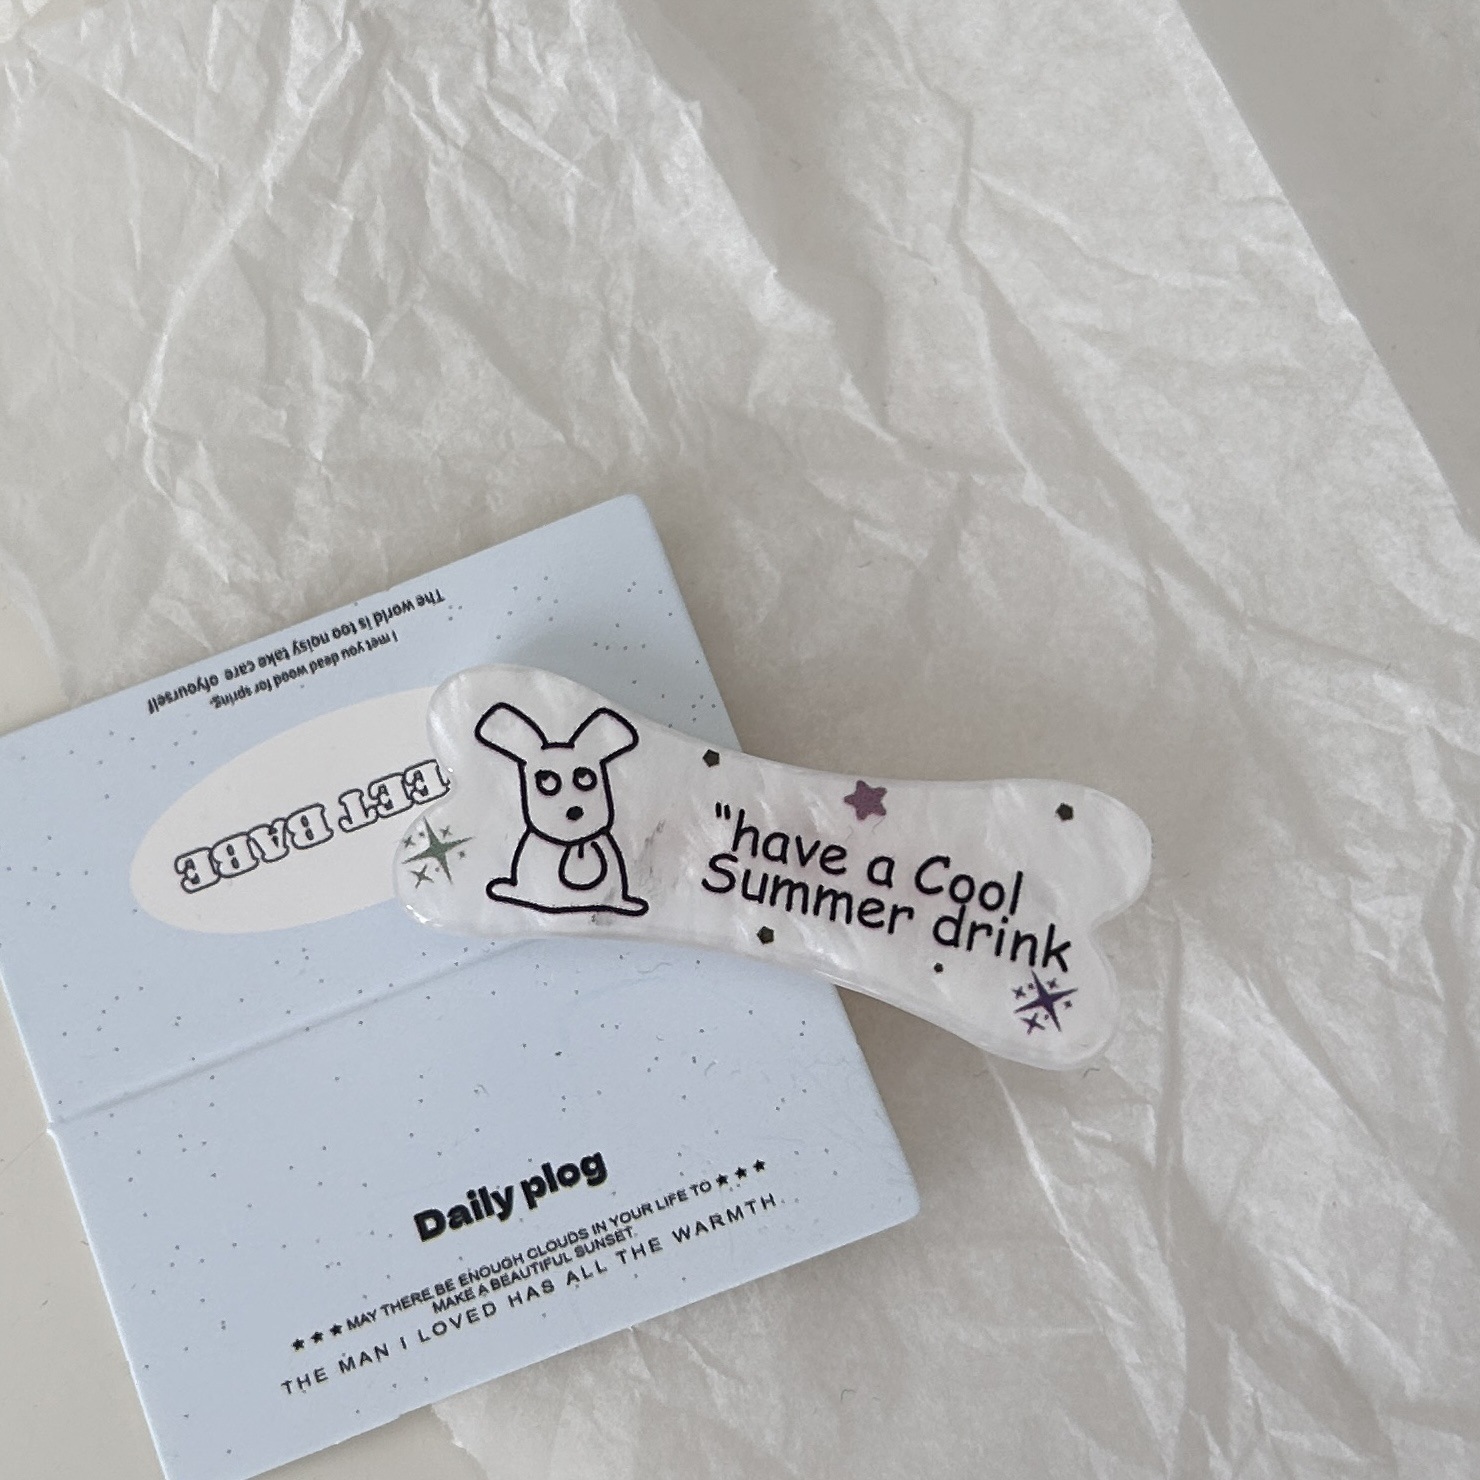 The world is too noisy take care ofyourself
I met you dead wood for spring.
EET BABE
"have a Cool
Summer drink
Daily plog
★★★MAY THERE BE ENOUGH CLOUDS IN YOUR LIFE TO★★★
MAKE A BEAUTIFUL SUNSET.
THE MAN I LOVED HAS ALL THE WARMTH.